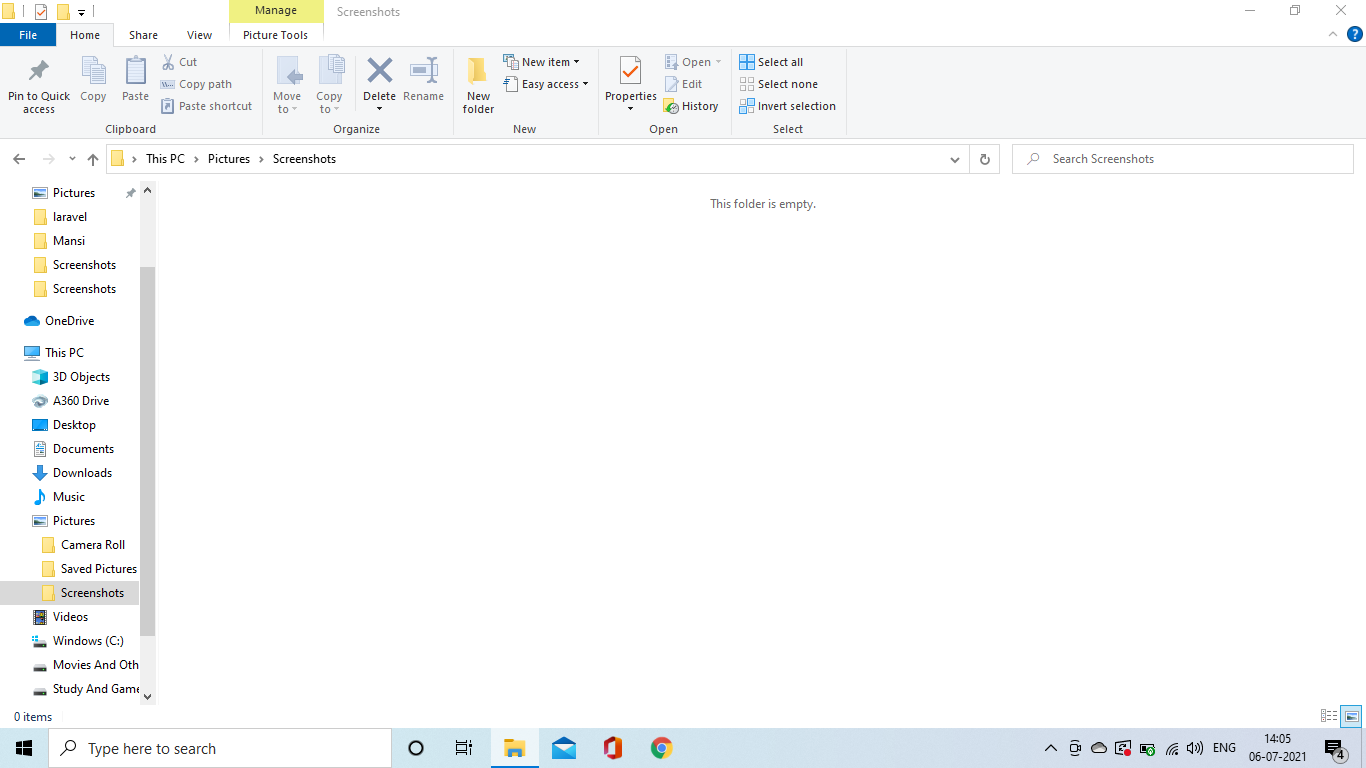 Manage
Screenshots
File
Home
Share
View
Picture Tools
?
Pin to Quick access
Copy
Paste
Cut
Copy path
Paste shortcut
Clipboard
Move to
Copy to
Delete
Rename
Organize
New folder
New item
Easy access
New
Properties
Open
Edit
History
Open
Select all
Select none
Invert selection
Select
This PC > Pictures > Screenshots
Search Screenshots
Pictures
laravel
Mansi
Screenshots
Screenshots
OneDrive
This PC
3D Objects
A360 Drive
Desktop
Documents
Downloads
Music
Pictures
Camera Roll
Saved Pictures
Screenshots
Videos
Windows (C:)
Movies And Oth
Study And Game
This folder is empty.
0 items
Type here to search
ENG
14:05
06-07-2021
4